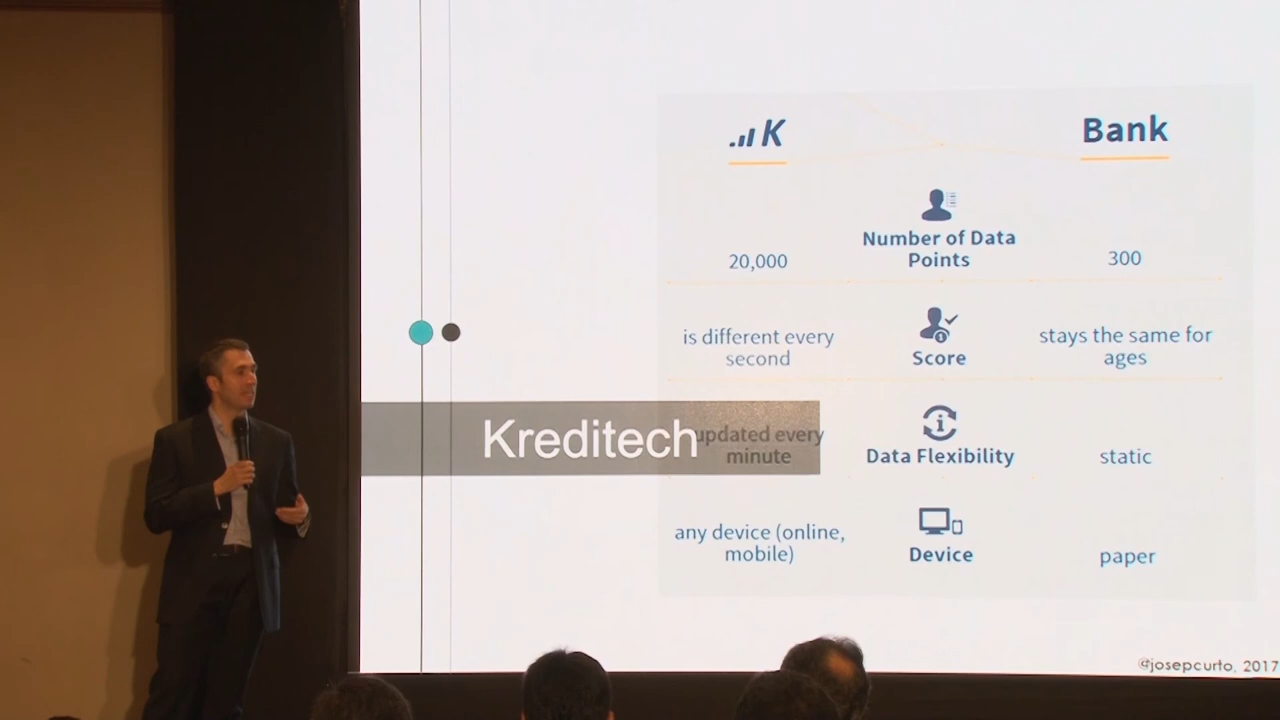 K
Bank
Number of Data
Points
20,000
300
is different every
second
Score
stays the same for
ages
Kreditech
updated every
minute
Data Flexibility
static
any device (online,
mobile)
Device
paper
@josepcurto, 2017